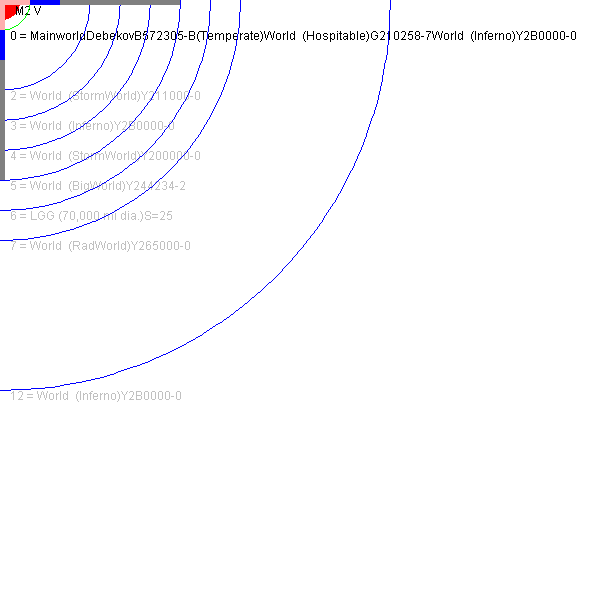 M2 V
0 = MainworldDebekovB572305-B(Temperate)World (Hospitable)G210258-7World (Inferno)Y2B0000-0
2 = World (StormWorld)Y311000-0
3 = World (Inferno)Y2B0000-0
4 = World (StormWorld)Y200000-0
5 = World (BigWorld)Y244234-2
6 = LGG (70,000 mi dia.)S=25
7 = World (RadWorld)Y265000-0
12 = World (Inferno)Y2B0000-0